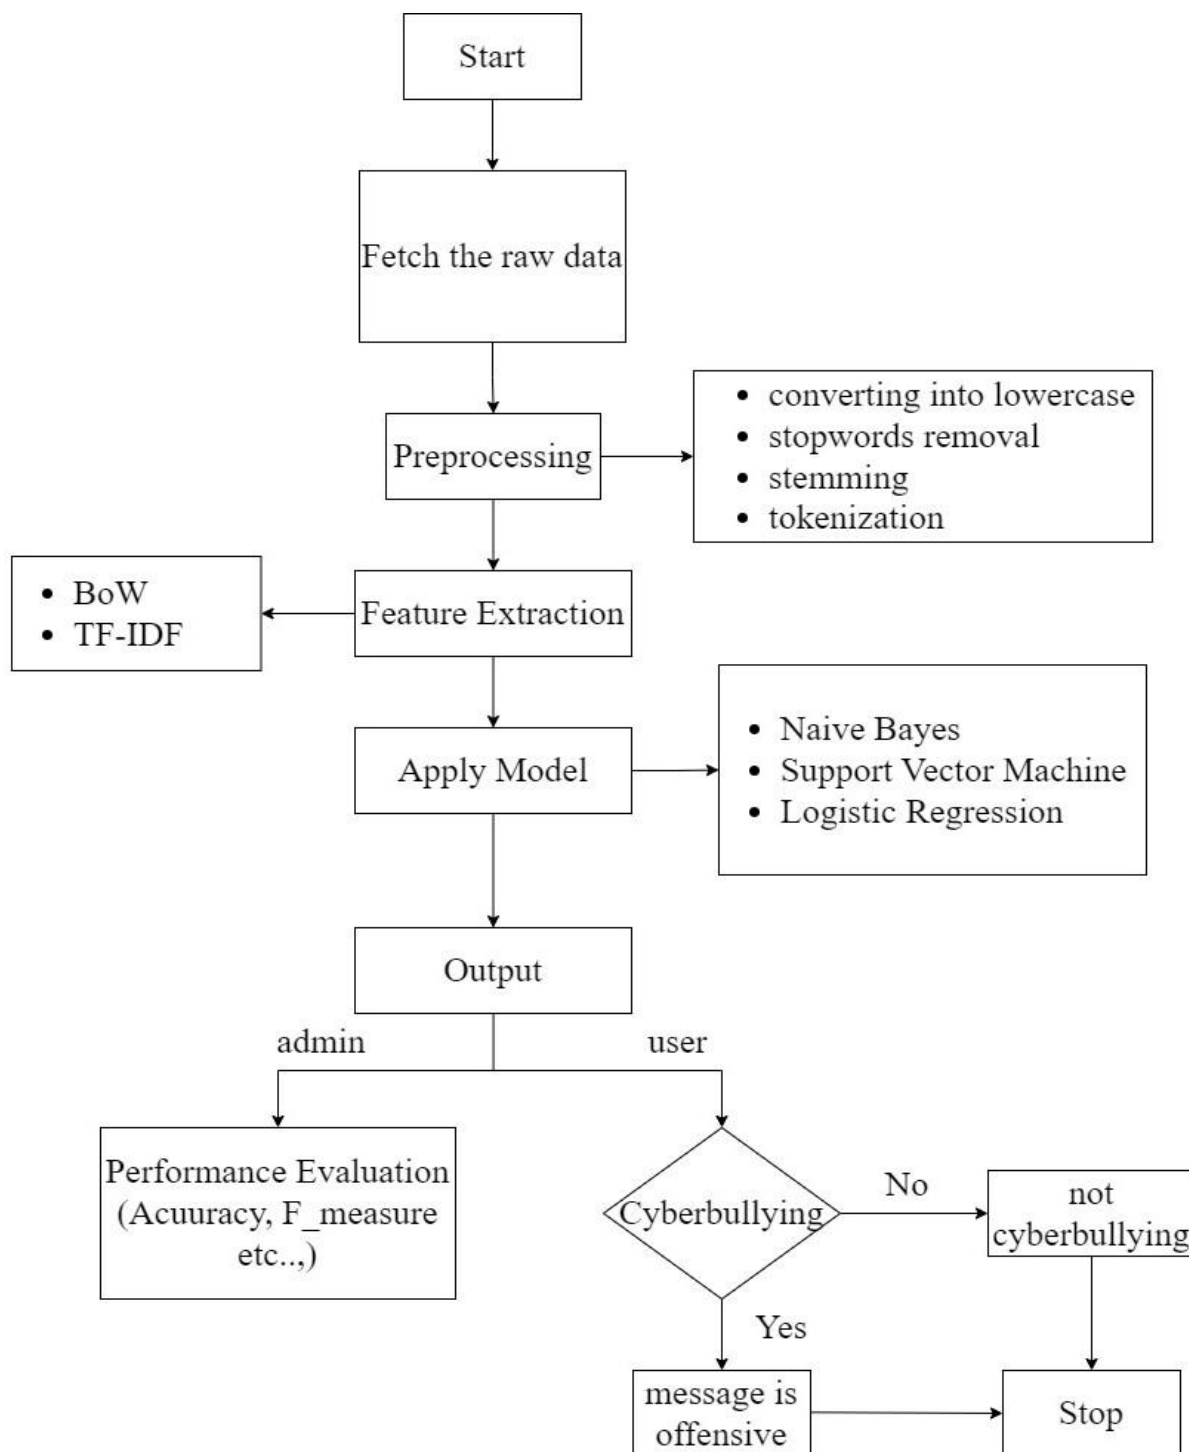 Start
Fetch the raw data
Preprocessing
• converting into lowercase
• stopwords removal
• stemming
• tokenization
• BoW
• TF-IDF
Feature Extraction
Apply Model
• Naive Bayes
• Support Vector Machine
• Logistic Regression
Output
admin
user
Performance Evaluation
(Acuuracy, F_measure
etc..,)
Cyberbullying
No
not
cyberbullying
Yes
message is
offensive
Stop